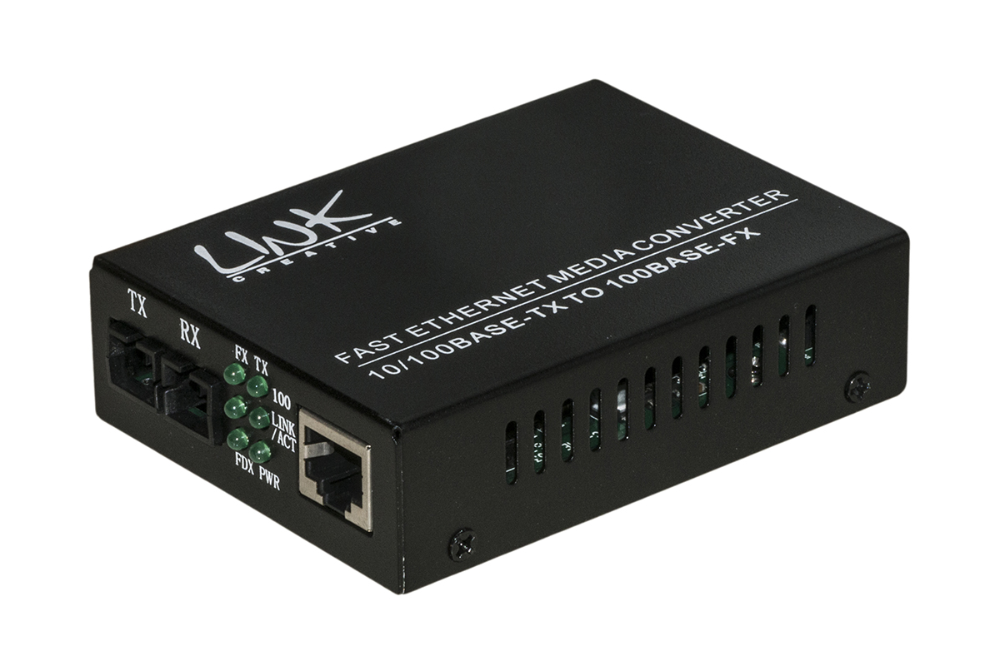 LINK
CREATIVE
FAST ETHERNET MEDIA CONVERTER
10/100BASE-TX TO 100BASE-FX
TX
RX
FX TX
100
LINK
/ACT
FDX PWR